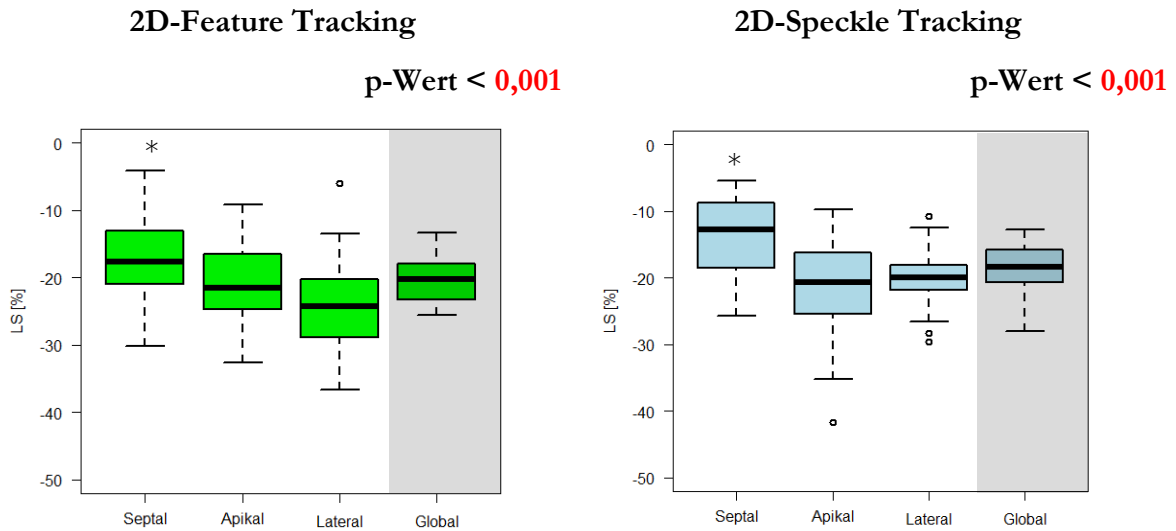 2D-Feature Tracking
p-Wert < 0,001
*
LS [%]
0
-10
-20
-30
-40
-50
Septal Apikal Lateral Global
2D-Speckle Tracking
p-Wert < 0,001
*
LS [%]
0
-10
-20
-30
-40
-50
Septal Apikal Lateral Global